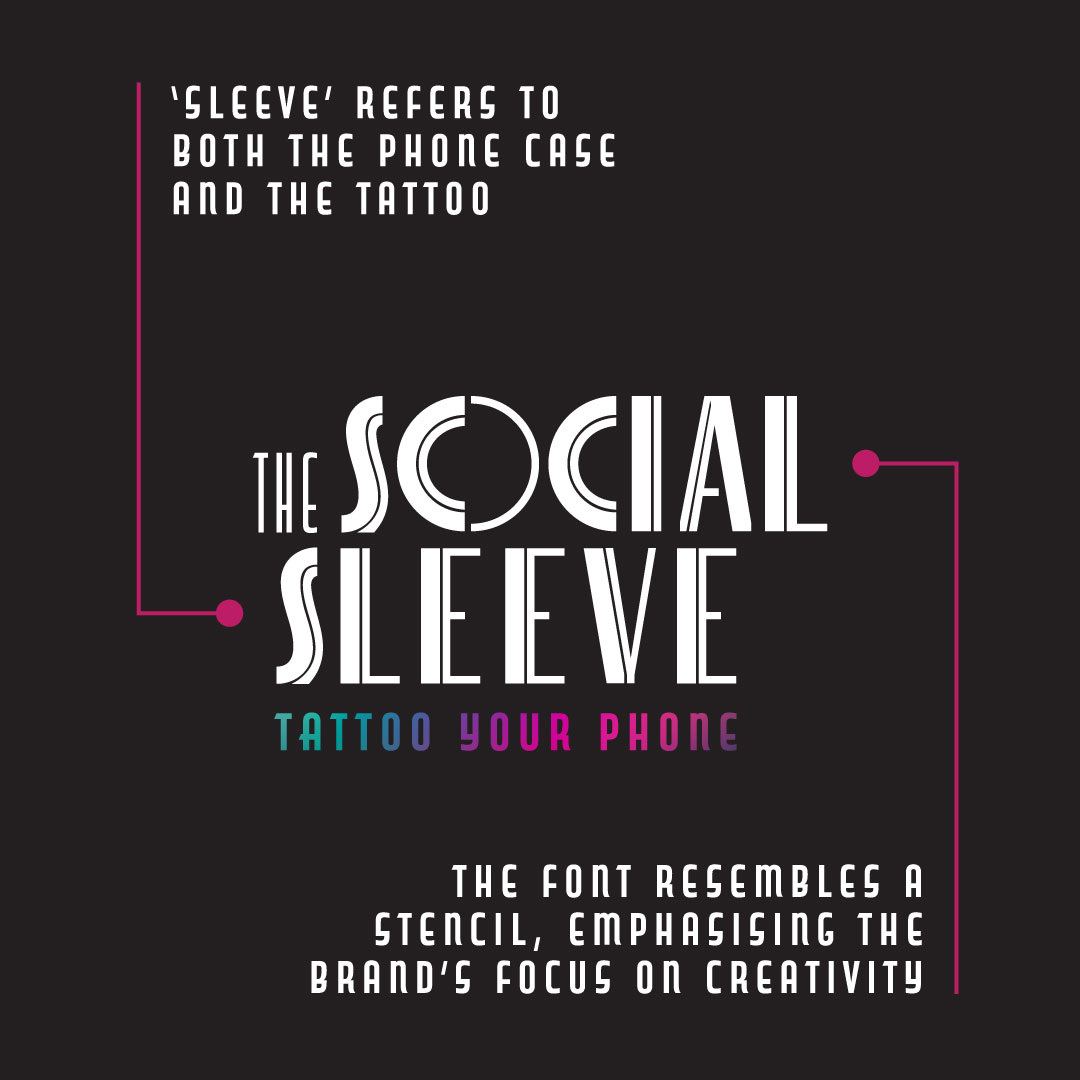 ‘SLEEVE’ REFERS TO
BOTH THE PHONE CASE
AND THE TATTOO
THE SOCIAL
SLEEVE
TATTOO YOUR PHONE
THE FONT RESEMBLES A
STENCIL, EMPHASISING THE
BRAND’S FOCUS ON CREATIVITY